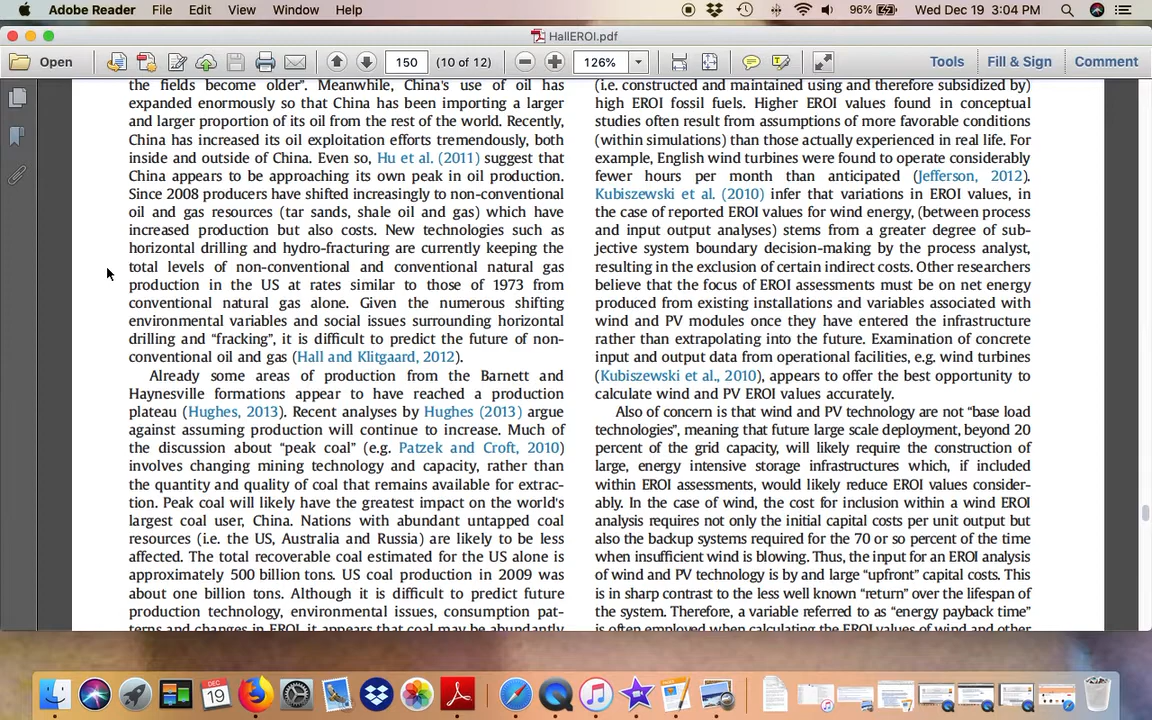 Adobe Reader File Edit View Window Help 96% Wed Dec 19 3:04 PM
HallEROI.pdf
Open 150 (10 of 12) 126% Tools Fill & Sign Comment
the fields become older”. Meanwhile, China's use of oil has
expanded enormously so that China has been importing a larger
and larger proportion of its oil from the rest of the world. Recently,
China has increased its oil exploitation efforts tremendously, both
inside and outside of China. Even so, Hu et al. (2011) suggest that
China appears to be approaching its own peak in oil production.
Since 2008 producers have shifted increasingly to non-conventional
oil and gas resources (tar sands, shale oil and gas) which have
increased production but also costs. New technologies such as
horizontal drilling and hydro-fracturing are currently keeping the
total levels of non-conventional and conventional natural gas
production in the US at rates similar to those of 1973 from
conventional natural gas alone. Given the numerous shifting
environmental variables and social issues surrounding horizontal
drilling and “fracking”, it is difficult to predict the future of non-
conventional oil and gas (Hall and Klitgaard, 2012).
Already some areas of production from the Barnett and
Haynesville formations appear to have reached a production
plateau (Hughes, 2013). Recent analyses by Hughes (2013) argue
against assuming production will continue to increase. Much of
the discussion about “peak coal” (e.g. Patzek and Croft, 2010)
involves changing mining technology and capacity, rather than
the quantity and quality of coal that remains available for extrac-
tion. Peak coal will likely have the greatest impact on the world's
largest coal user, China. Nations with abundant untapped coal
resources (i.e. the US, Australia and Russia) are likely to be less
affected. The total recoverable coal estimated for the US alone is
approximately 500 billion tons. US coal production in 2009 was
about one billion tons. Although it is difficult to predict future
production technology, environmental issues, consumption pat-
terns and changes in EROI, it appears that coal may be abundantly
(i.e. constructed and maintained using and therefore subsidized by)
high EROI fossil fuels. Higher EROI values found in conceptual
studies often result from assumptions of more favorable conditions
(within simulations) than those actually experienced in real life. For
example, English wind turbines were found to operate considerably
fewer hours per month than anticipated (Jefferson, 2012).
Kubiszewski et al. (2010) infer that variations in EROI values, in
the case of reported EROI values for wind energy, (between process
and input output analyses) stems from a greater degree of sub-
jective system boundary decision-making by the process analyst,
resulting in the exclusion of certain indirect costs. Other researchers
believe that the focus of EROI assessments must be on net energy
produced from existing installations and variables associated with
wind and PV modules once they have entered the infrastructure
rather than extrapolating into the future. Examination of concrete
input and output data from operational facilities, e.g. wind turbines
(Kubiszewski et al., 2010), appears to offer the best opportunity to
calculate wind and PV EROI values accurately.
Also of concern is that wind and PV technology are not “base load
technologies”, meaning that future large scale deployment, beyond 20
percent of the grid capacity, will likely require the construction of
large, energy intensive storage infrastructures which, if included
within EROI assessments, would likely reduce EROI values consider-
ably. In the case of wind, the cost for inclusion within a wind EROI
analysis requires not only the initial capital costs per unit output but
also the backup systems required for the 70 or so percent of the time
when insufficient wind is blowing. Thus, the input for an EROI analysis
of wind and PV technology is by and large “upfront” capital costs. This
is in sharp contrast to the less well known “return” over the lifespan of
the system. Therefore, a variable referred to as “energy payback time”
is often employed when calculating the EROI values of wind and other
DEC
19